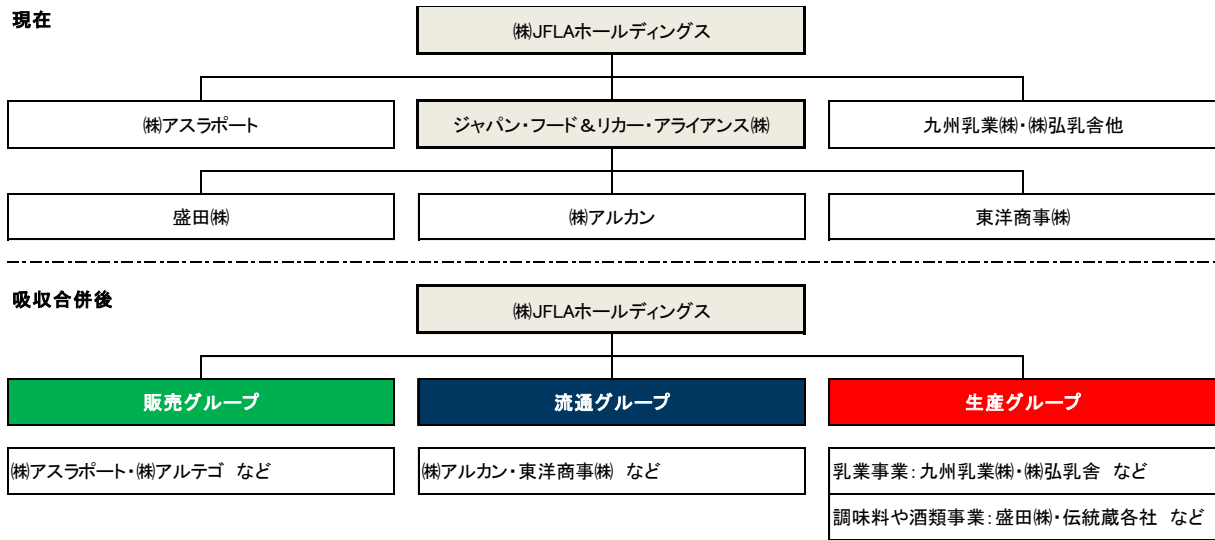 現在
㈱JFLAホールディングス
㈱アスラポート
ジャパン・フード＆リカー・アライアンス㈱
九州乳業㈱・㈱弘乳舎他
盛田㈱
㈱アルカン
東洋商事㈱
吸収合併後
㈱JFLAホールディングス
販売グループ
流通グループ
生産グループ
㈱アスラポート・㈱アルテゴ など
㈱アルカン・東洋商事㈱ など
乳業事業：九州乳業㈱・㈱弘乳舎 など
調味料や酒類事業：盛田㈱・伝統蔵各社 など